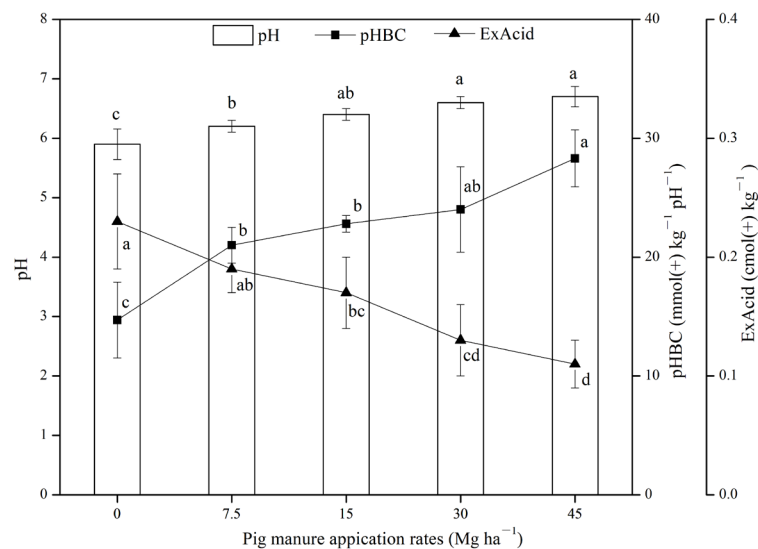 pH pHBC ExAcid
8
7
6
5
4
3
2
1
0
pH
c b ab a a
c b b ab a
a ab bc cd d
40
30
20
10
0
pHBC (mmol(+) kg⁻¹ pH⁻¹)
0.4
0.3
0.2
0.1
0.0
ExAcid (cmol(+) kg⁻¹)
0 7.5 15 30 45
Pig manure appication rates (Mg ha⁻¹)